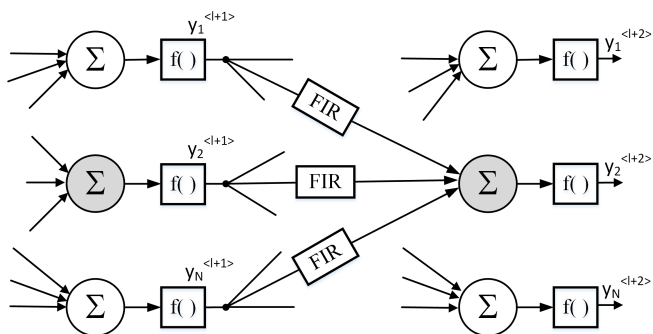 y1<l+1>
Σ f( )
y1<l+2>
Σ f( )
FIR
y2<l+1>
Σ f( )
FIR
y2<l+2>
Σ f( )
yN<l+1>
Σ f( )
FIR
yN<l+2>
Σ f( )